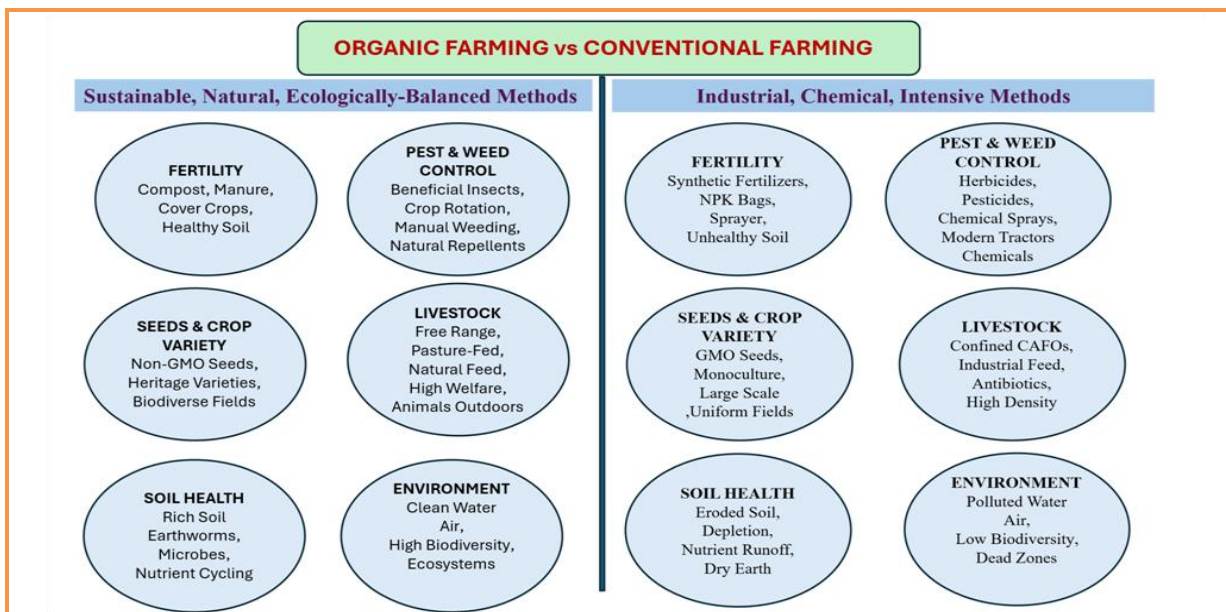 ORGANIC FARMING vs CONVENTIONAL FARMING
Sustainable, Natural, Ecologically-Balanced Methods
FERTILITY
Compost, Manure,
Cover Crops,
Healthy Soil
PEST & WEED
CONTROL
Beneficial Insects,
Crop Rotation,
Manual Weeding,
Natural Repellents
SEEDS & CROP
VARIETY
Non-GMO Seeds,
Heritage Varieties,
Biodiverse Fields
LIVESTOCK
Free Range,
Pasture-Fed,
Natural Feed,
High Welfare,
Animals Outdoors
SOIL HEALTH
Rich Soil
Earthworms,
Microbes,
Nutrient Cycling
ENVIRONMENT
Clean Water
Air,
High Biodiversity,
Ecosystems
Industrial, Chemical, Intensive Methods
FERTILITY
Synthetic Fertilizers,
NPK Bags,
Sprayer,
Unhealthy Soil
PEST & WEED
CONTROL
Herbicides,
Pesticides,
Chemical Sprays,
Modern Tractors
Chemicals
SEEDS & CROP
VARIETY
GMO Seeds,
Monoculture,
Large Scale
,Uniform Fields
LIVESTOCK
Confined CAFOs,
Industrial Feed,
Antibiotics,
High Density
SOIL HEALTH
Eroded Soil,
Depletion,
Nutrient Runoff,
Dry Earth
ENVIRONMENT
Polluted Water
Air,
Low Biodiversity,
Dead Zones